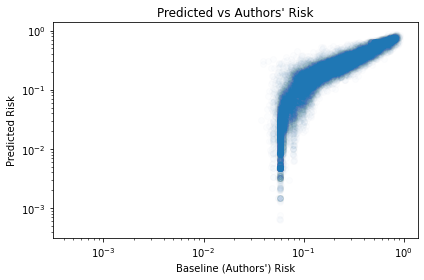 Predicted vs Authors' Risk
10⁰
10⁻¹
10⁻²
10⁻³
Predicted Risk
10⁻³ 10⁻² 10⁻¹ 10⁰
Baseline (Authors') Risk